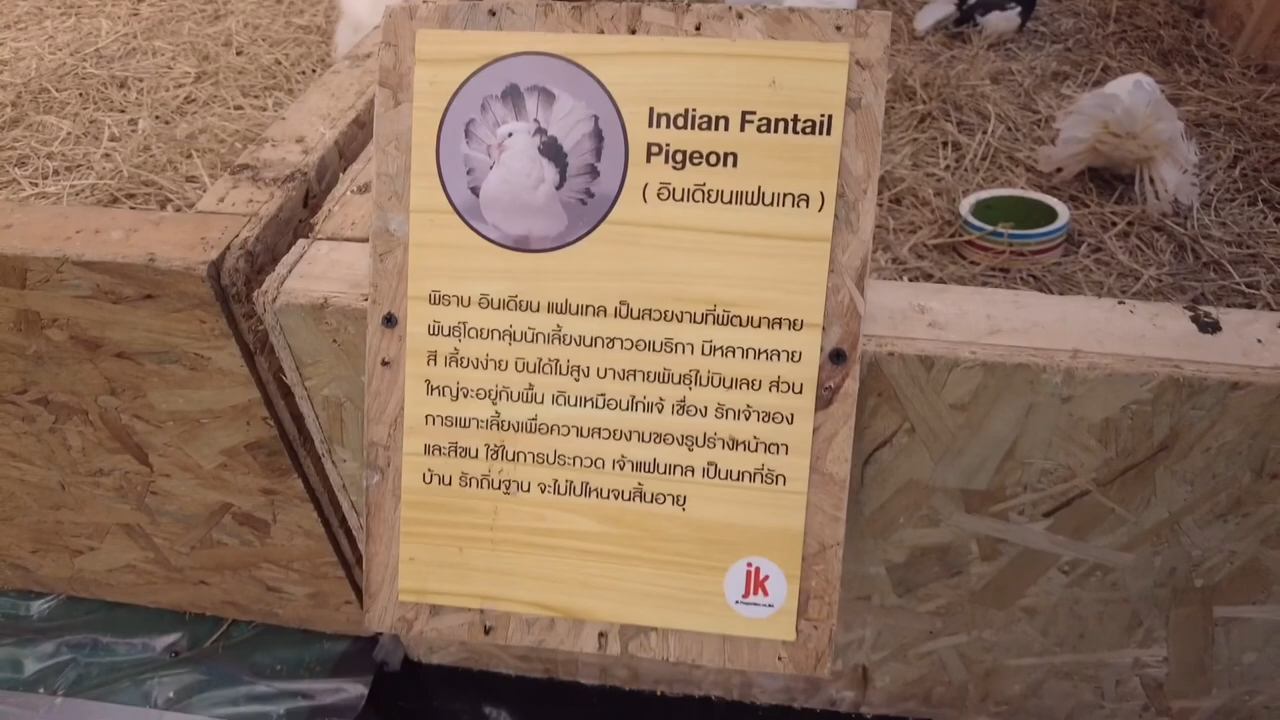 Indian Fantail
Pigeon
( อินเดียนแฟนเทล )
พิราบ อินเดียน แฟนเทล เป็นสวยงามที่พัฒนาสาย
พันธุ์โดยกลุ่มนักเลี้ยงนกชาวอเมริกา มีหลากหลาย
สี เลี้ยงง่าย บินได้ไม่สูง บางสายพันธุ์ไม่บินเลย ส่วน
ใหญ่จะอยู่กับพื้น เดินเหมือนไก่แจ้ เชื่อง รักเจ้าของ
การเพาะเลี้ยงเพื่อความสวยงามของรูปร่างหน้าตา
และสีขน ใช้ในการประกวด เจ้าแฟนเทล เป็นนกที่รัก
บ้าน รักถิ่นฐาน จะไม่ไปไหนจนสิ้นอายุ
jk